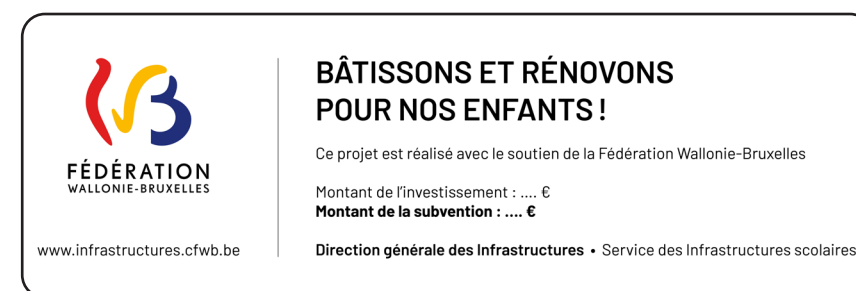 FÉDÉRATION
WALLONIE-BRUXELLES
www.infrastructures.cfwb.be
BÂTISSONS ET RÉNOVONS
POUR NOS ENFANTS !
Ce projet est réalisé avec le soutien de la Fédération Wallonie-Bruxelles
Montant de l’investissement : .... €
Montant de la subvention : .... €
Direction générale des Infrastructures • Service des Infrastructures scolaires